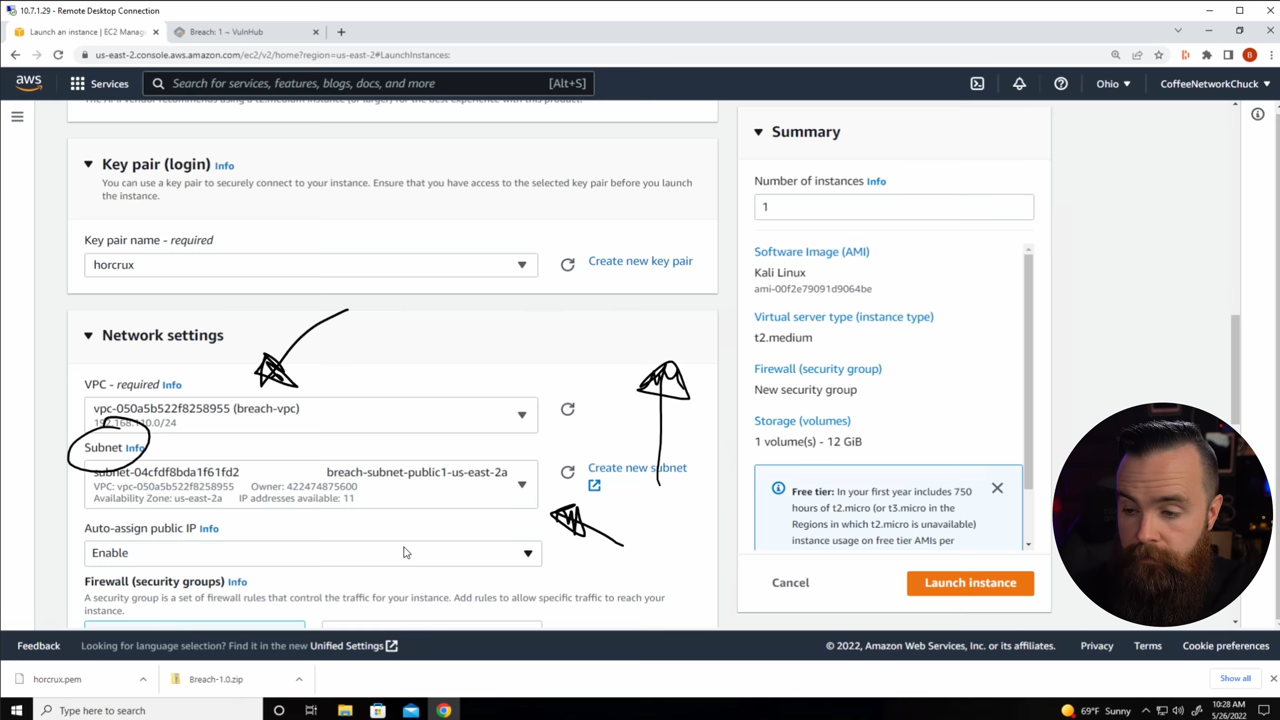 10.7.1.29 - Remote Desktop Connection
Launch an instance | EC2 Manag
Breach: 1 ~ VulnHub
us-east-2.console.aws.amazon.com/ec2/v2/home?region=us-east-2#LaunchInstances:
B
aws
Services
Search for services, features, blogs, docs, and more
[Alt+S]
Ohio
CoffeeNetworkChuck
Key pair (login) Info
You can use a key pair to securely connect to your instance. Ensure that you have access to the selected key pair before you launch
the instance.
Key pair name - required
horcrux
Create new key pair
Network settings
VPC - required Info
vpc-050a5b522f8258955 (breach-vpc)
192.168.110.0/24
Subnet Info
subnet-04cfdf8bda1f61fd2
breach-subnet-public1-us-east-2a
VPC: vpc-050a5b522f8258955 Owner: 422474875600
Availability Zone: us-east-2a IP addresses available: 11
Create new subnet
Auto-assign public IP Info
Enable
Firewall (security groups) Info
A security group is a set of firewall rules that control the traffic for your instance. Add rules to allow specific traffic to reach your
instance.
Summary
Number of instances Info
1
Software Image (AMI)
Kali Linux
ami-00f2e79091d9064be
Virtual server type (instance type)
t2.medium
Firewall (security group)
New security group
Storage (volumes)
1 volume(s) - 12 GiB
Free tier: In your first year includes 750
hours of t2.micro (or t3.micro in the
Regions in which t2.micro is unavailable)
instance usage on free tier AMIs per
Cancel
Launch instance
Feedback
Looking for language selection? Find it in the new Unified Settings
© 2022, Amazon Web Services, Inc. or its affiliates.
Privacy
Terms
Cookie preferences
horcrux.pem
Breach-1.0.zip
Show all
Type here to search
69°F Sunny
10:28 AM
5/26/2022